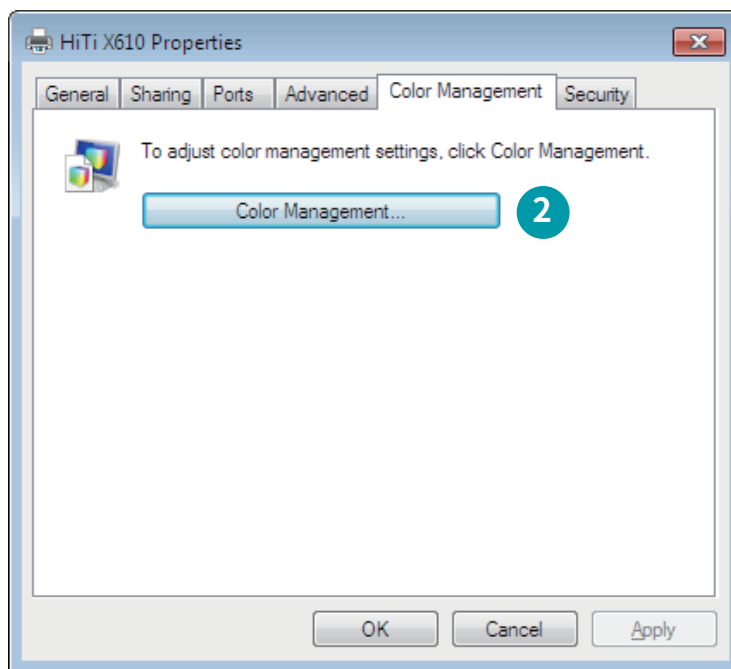 HiTi X610 Properties
General Sharing Ports Advanced Color Management Security
To adjust color management settings, click Color Management.
Color Management... 2
OK Cancel Apply